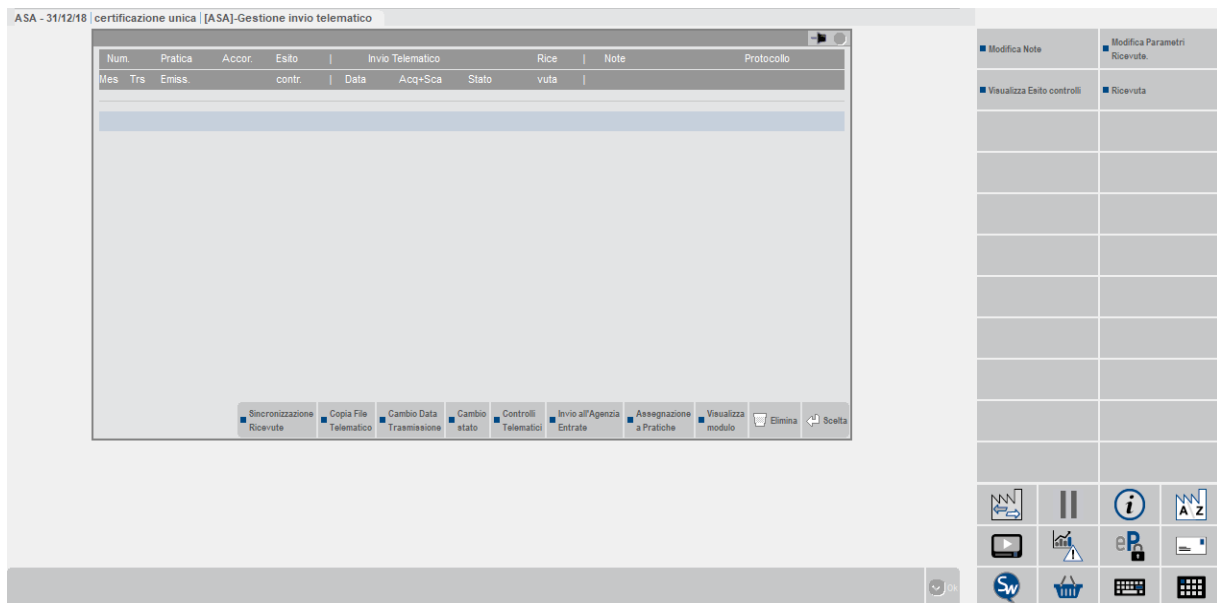 ASA - 31/12/18 certificazione unica [ASA]-Gestione invio telematico
Num. Pratica Accor. Esito | Invio Telematico Rice | Note Protocollo
Mes Trs Emiss. contr. | Data Acq+Sca Stato vuta |
Modifica Note
Modifica Parametri
Ricevute.
Visualizza Esito controlli
Ricevuta
Sincronizzazione
Ricevute
Copia File
Telematico
Cambio Data
Trasmissione
Cambio
stato
Controlli
Telematici
Invio all'Agenzia
Entrate
Assegnazione
a Pratiche
Visualizza
modulo
Elimina
Scelta
i
A Z
eP
Sw
Ok